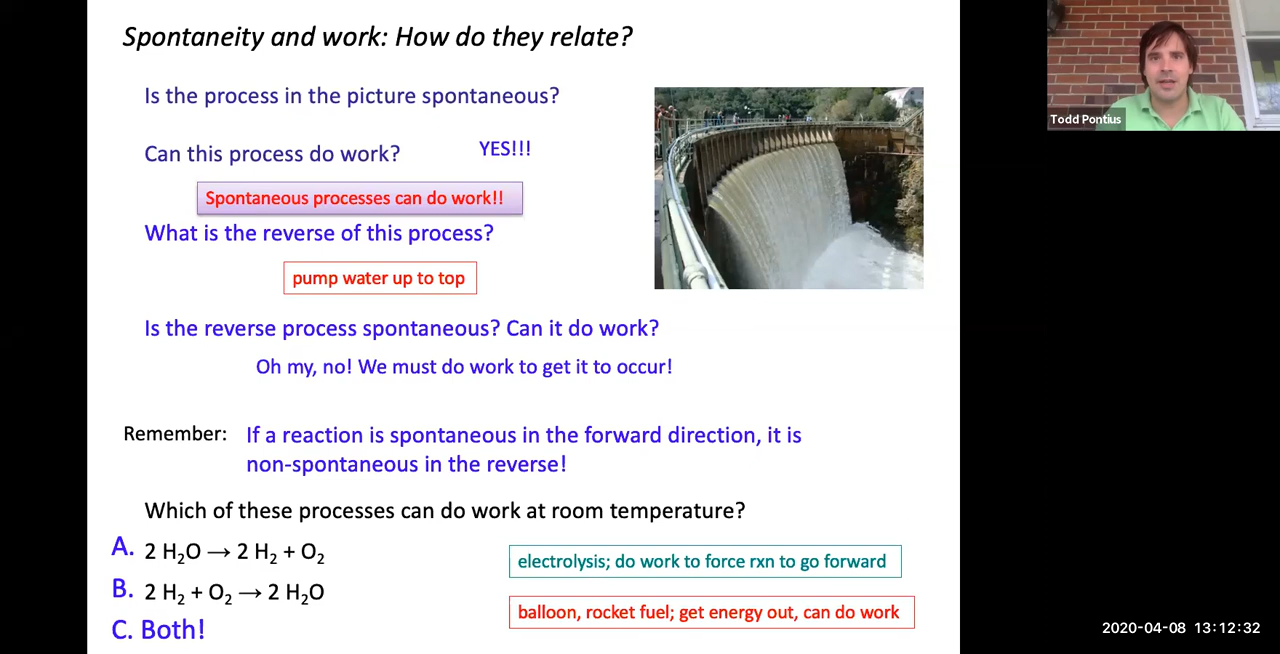 Spontaneity and work: How do they relate?
Is the process in the picture spontaneous?
Can this process do work?
YES!!!
Spontaneous processes can do work!!
What is the reverse of this process?
pump water up to top
Is the reverse process spontaneous? Can it do work?
Oh my, no! We must do work to get it to occur!
Remember: If a reaction is spontaneous in the forward direction, it is
non-spontaneous in the reverse!
Which of these processes can do work at room temperature?
A. 2 H₂O → 2 H₂ + O₂
electrolysis; do work to force rxn to go forward
B. 2 H₂ + O₂ → 2 H₂O
balloon, rocket fuel; get energy out, can do work
C. Both!
Todd Pontius
2020-04-08 13:12:32